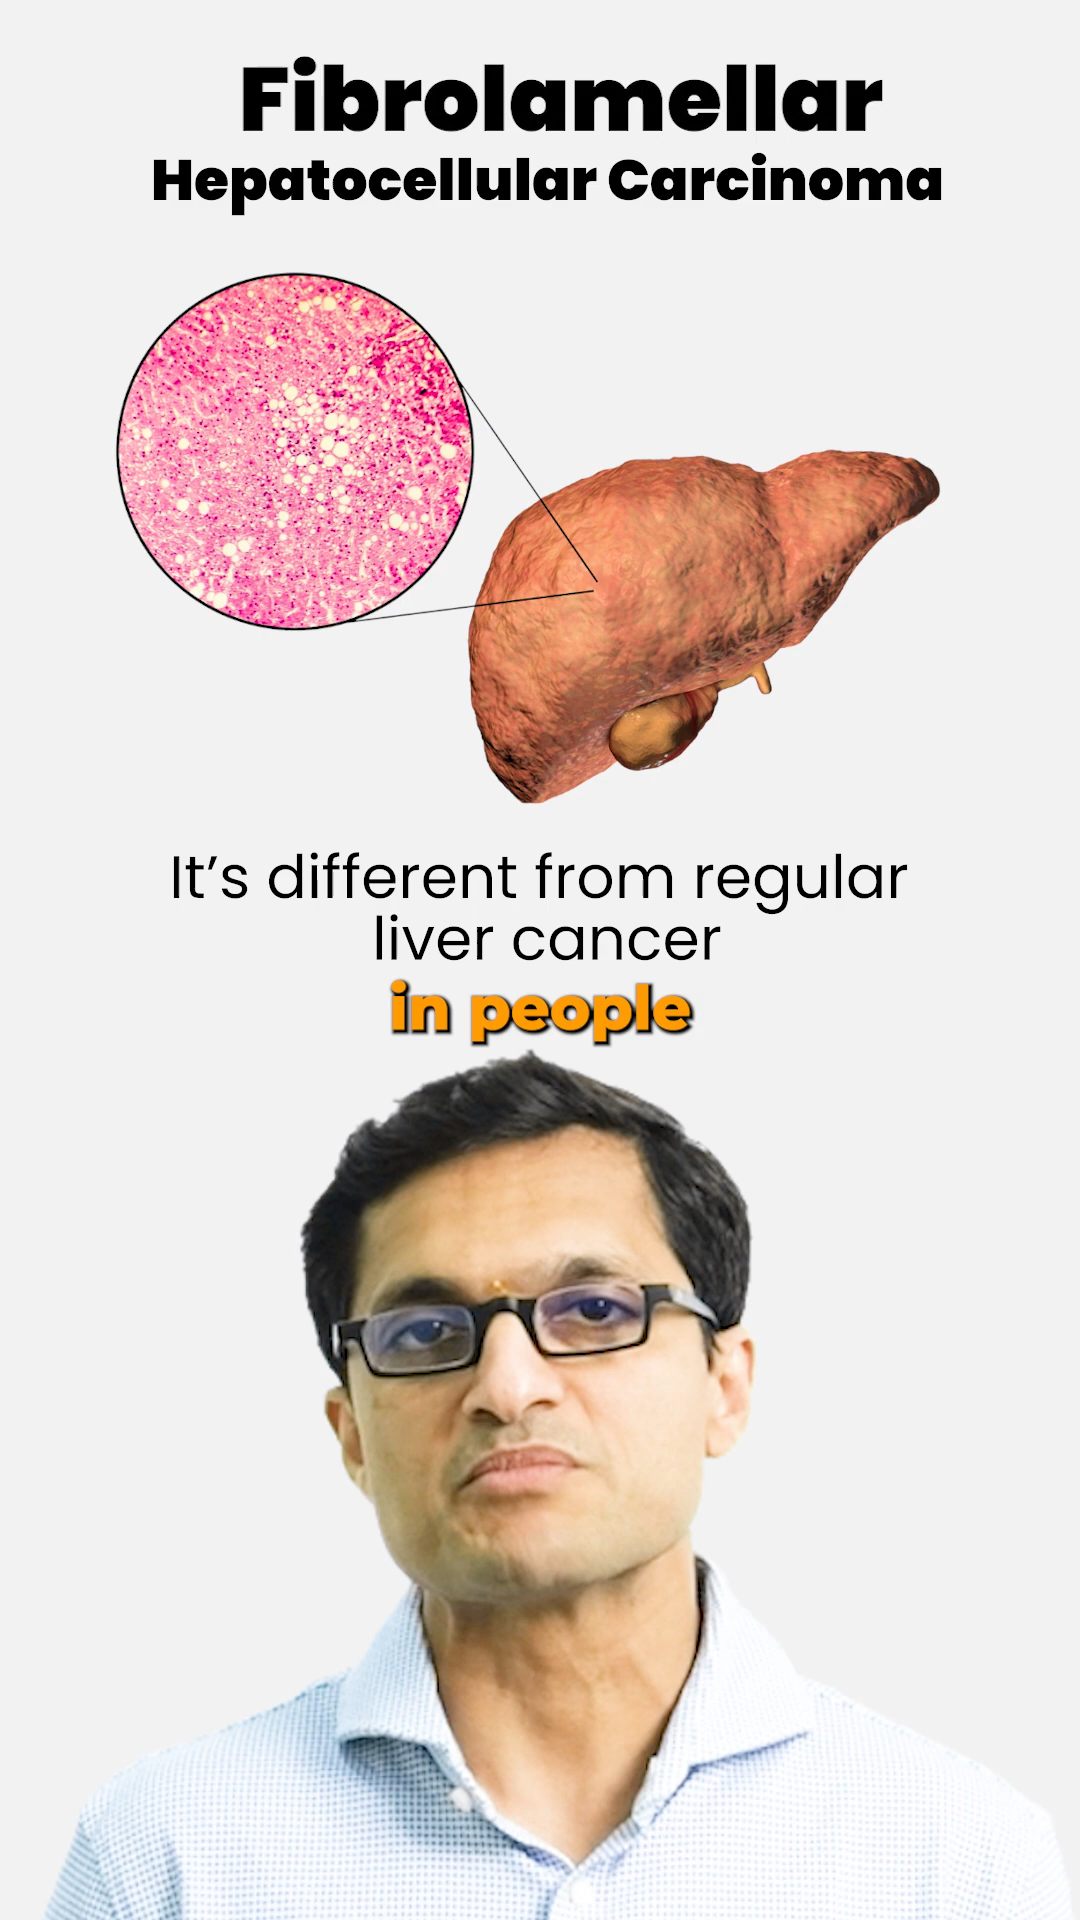 Fibrolamellar
Hepatocellular Carcinoma
It’s different from regular
liver cancer
in people